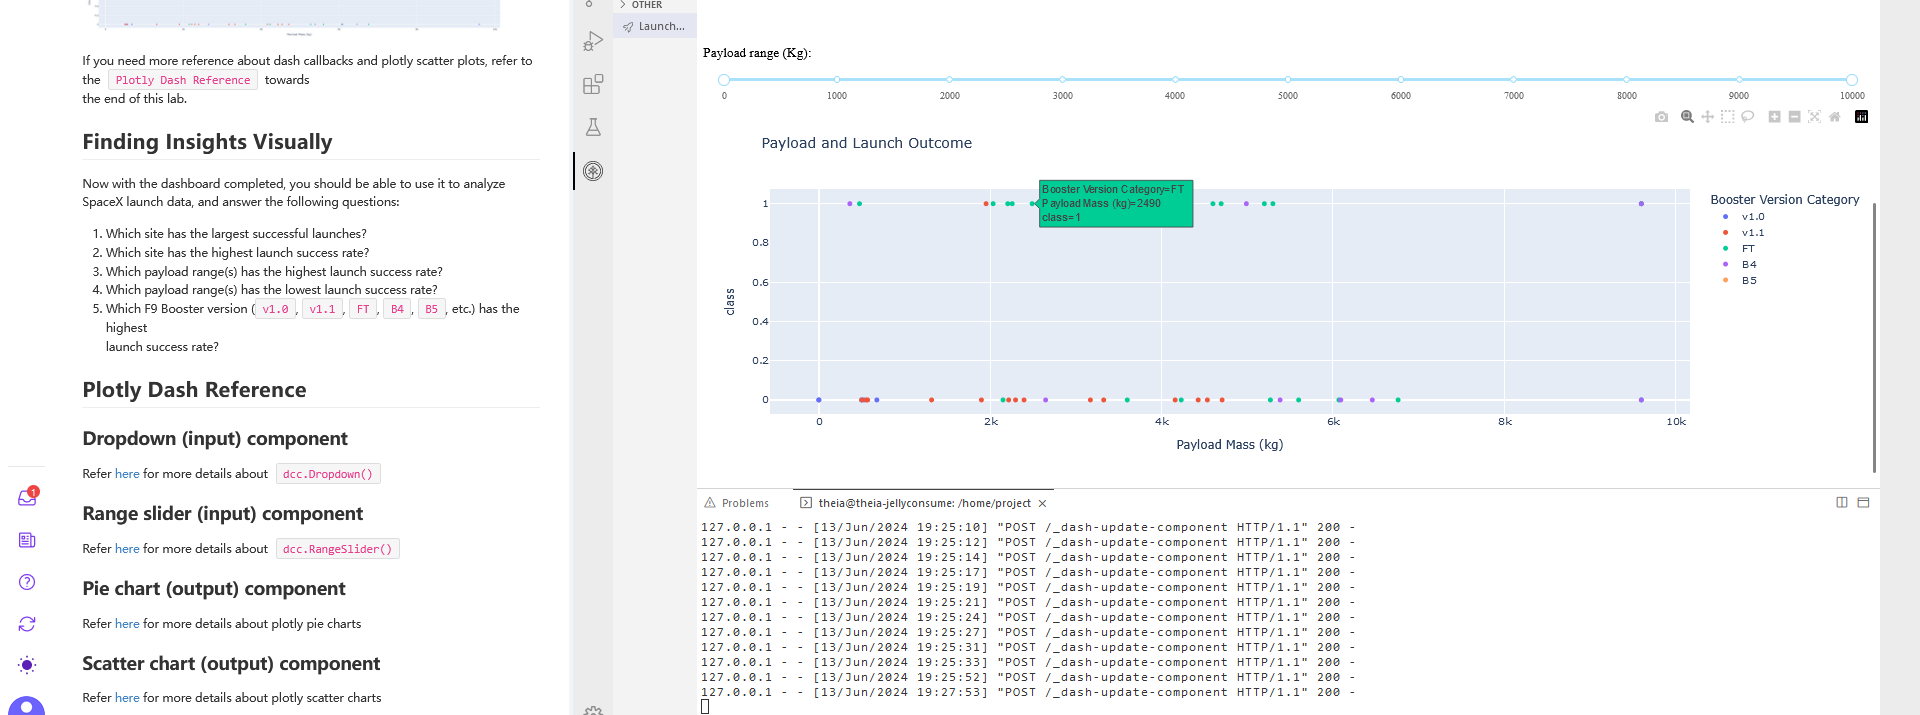 If you need more reference about dash callbacks and plotly scatter plots, refer to
the Plotly Dash Reference towards
the end of this lab.
Finding Insights Visually
Now with the dashboard completed, you should be able to use it to analyze
SpaceX launch data, and answer the following questions:
1. Which site has the largest successful launches?
2. Which site has the highest launch success rate?
3. Which payload range(s) has the highest launch success rate?
4. Which payload range(s) has the lowest launch success rate?
5. Which F9 Booster version (v1.0, v1.1, FT, B4, B5, etc.) has the
highest
launch success rate?
Plotly Dash Reference
Dropdown (input) component
Refer here for more details about dcc.Dropdown()
Range slider (input) component
Refer here for more details about dcc.RangeSlider()
Pie chart (output) component
Refer here for more details about plotly pie charts
Scatter chart (output) component
Refer here for more details about plotly scatter charts
1
OTHER
Launch...
Payload range (Kg):
0 1000 2000 3000 4000 5000 6000 7000 8000 9000 10000
Payload and Launch Outcome
Booster Version Category=FT
Payload Mass (kg)=2490
class=1
1
0.8
0.6
0.4
0.2
0
class
0 2k 4k 6k 8k 10k
Payload Mass (kg)
Booster Version Category
v1.0
v1.1
FT
B4
B5
Problems theia@theia-jellyconsume: /home/project
127.0.0.1 - - [13/Jun/2024 19:25:10] "POST /_dash-update-component HTTP/1.1" 200 -
127.0.0.1 - - [13/Jun/2024 19:25:12] "POST /_dash-update-component HTTP/1.1" 200 -
127.0.0.1 - - [13/Jun/2024 19:25:14] "POST /_dash-update-component HTTP/1.1" 200 -
127.0.0.1 - - [13/Jun/2024 19:25:17] "POST /_dash-update-component HTTP/1.1" 200 -
127.0.0.1 - - [13/Jun/2024 19:25:19] "POST /_dash-update-component HTTP/1.1" 200 -
127.0.0.1 - - [13/Jun/2024 19:25:21] "POST /_dash-update-component HTTP/1.1" 200 -
127.0.0.1 - - [13/Jun/2024 19:25:24] "POST /_dash-update-component HTTP/1.1" 200 -
127.0.0.1 - - [13/Jun/2024 19:25:27] "POST /_dash-update-component HTTP/1.1" 200 -
127.0.0.1 - - [13/Jun/2024 19:25:31] "POST /_dash-update-component HTTP/1.1" 200 -
127.0.0.1 - - [13/Jun/2024 19:25:33] "POST /_dash-update-component HTTP/1.1" 200 -
127.0.0.1 - - [13/Jun/2024 19:25:52] "POST /_dash-update-component HTTP/1.1" 200 -
127.0.0.1 - - [13/Jun/2024 19:27:53] "POST /_dash-update-component HTTP/1.1" 200 -